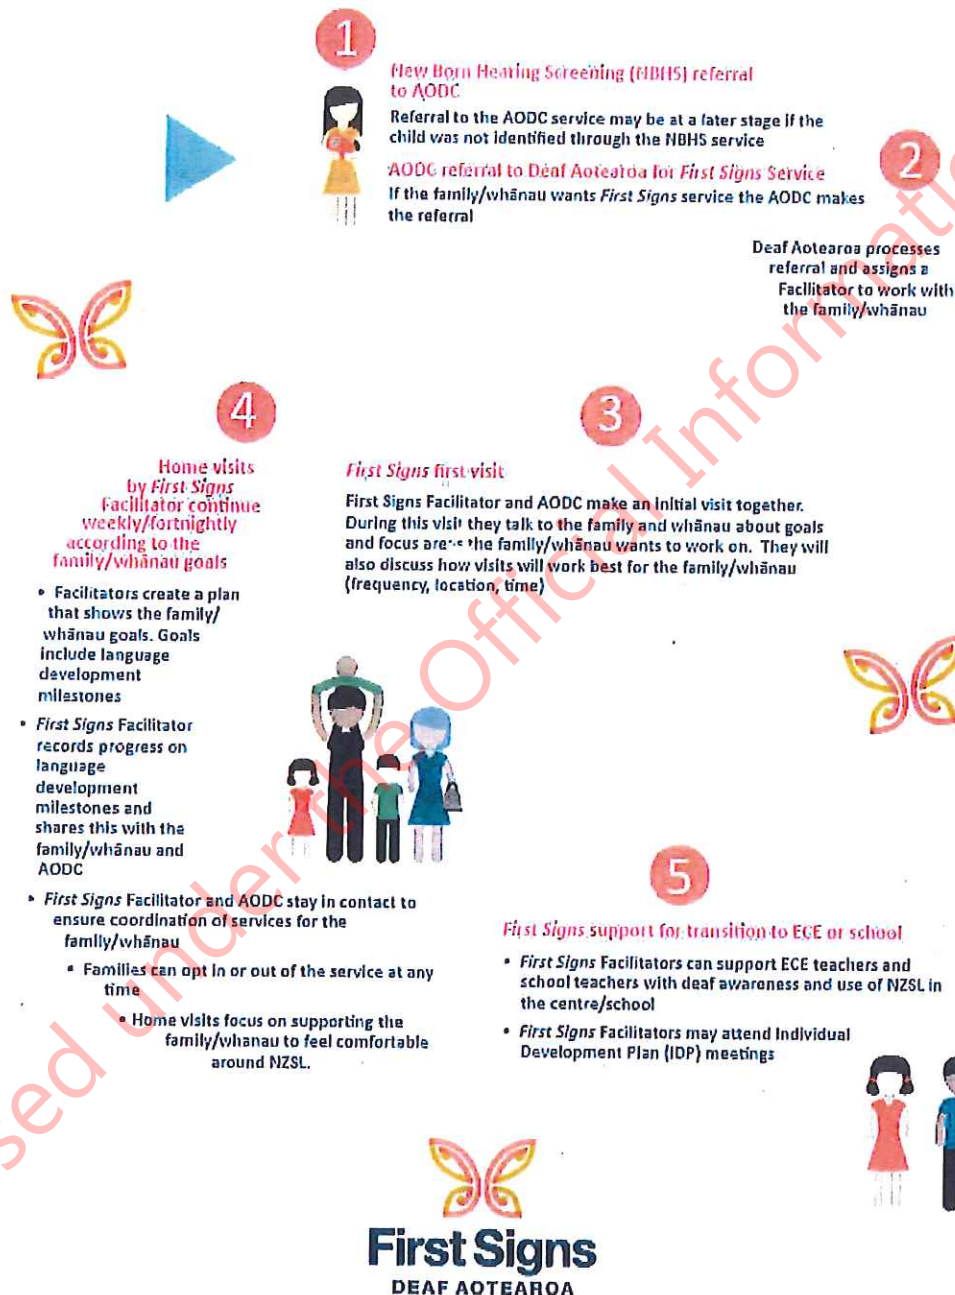 1
New Born Hearing Screening (NBHS) referral
to AODC
Referral to the AODC service may be at a later stage if the
child was not identified through the NBHS service
AODC referral to Deaf Aotearoa for First Signs Service
If the family/whānau wants First Signs service the AODC makes
the referral
2
Deaf Aotearoa processes
referral and assigns a
Facilitator to work with
the family/whānau
3
First Signs first visit
First Signs Facilitator and AODC make an initial visit together.
During this visit they talk to the family and whānau about goals
and focus the family/whānau wants to work on. They will
also discuss how visits will work best for the family/whānau
(frequency, location, time)
4
Home visits
by First Signs
Facilitator continue
weekly/fortnightly
according to the
family/whānau goals
• Facilitators create a plan
that shows the family/
whānau goals. Goals
include language
development
milestones
• First Signs Facilitator
records progress on
language
development
milestones and
shares this with the
family/whānau and
AODC
• First Signs Facilitator and AODC stay in contact to
ensure coordination of services for the
family/whānau
• Families can opt in or out of the service at any
time
• Home visits focus on supporting the
family/whanau to feel comfortable
around NZSL.
5
First Signs support for transition to ECE or school
• First Signs Facilitators can support ECE teachers and
school teachers with deaf awareness and use of NZSL in
the centre/school
• First Signs Facilitators may attend Individual
Development Plan (IDP) meetings
First Signs
DEAF AOTEAROA
sed under the Official Informati